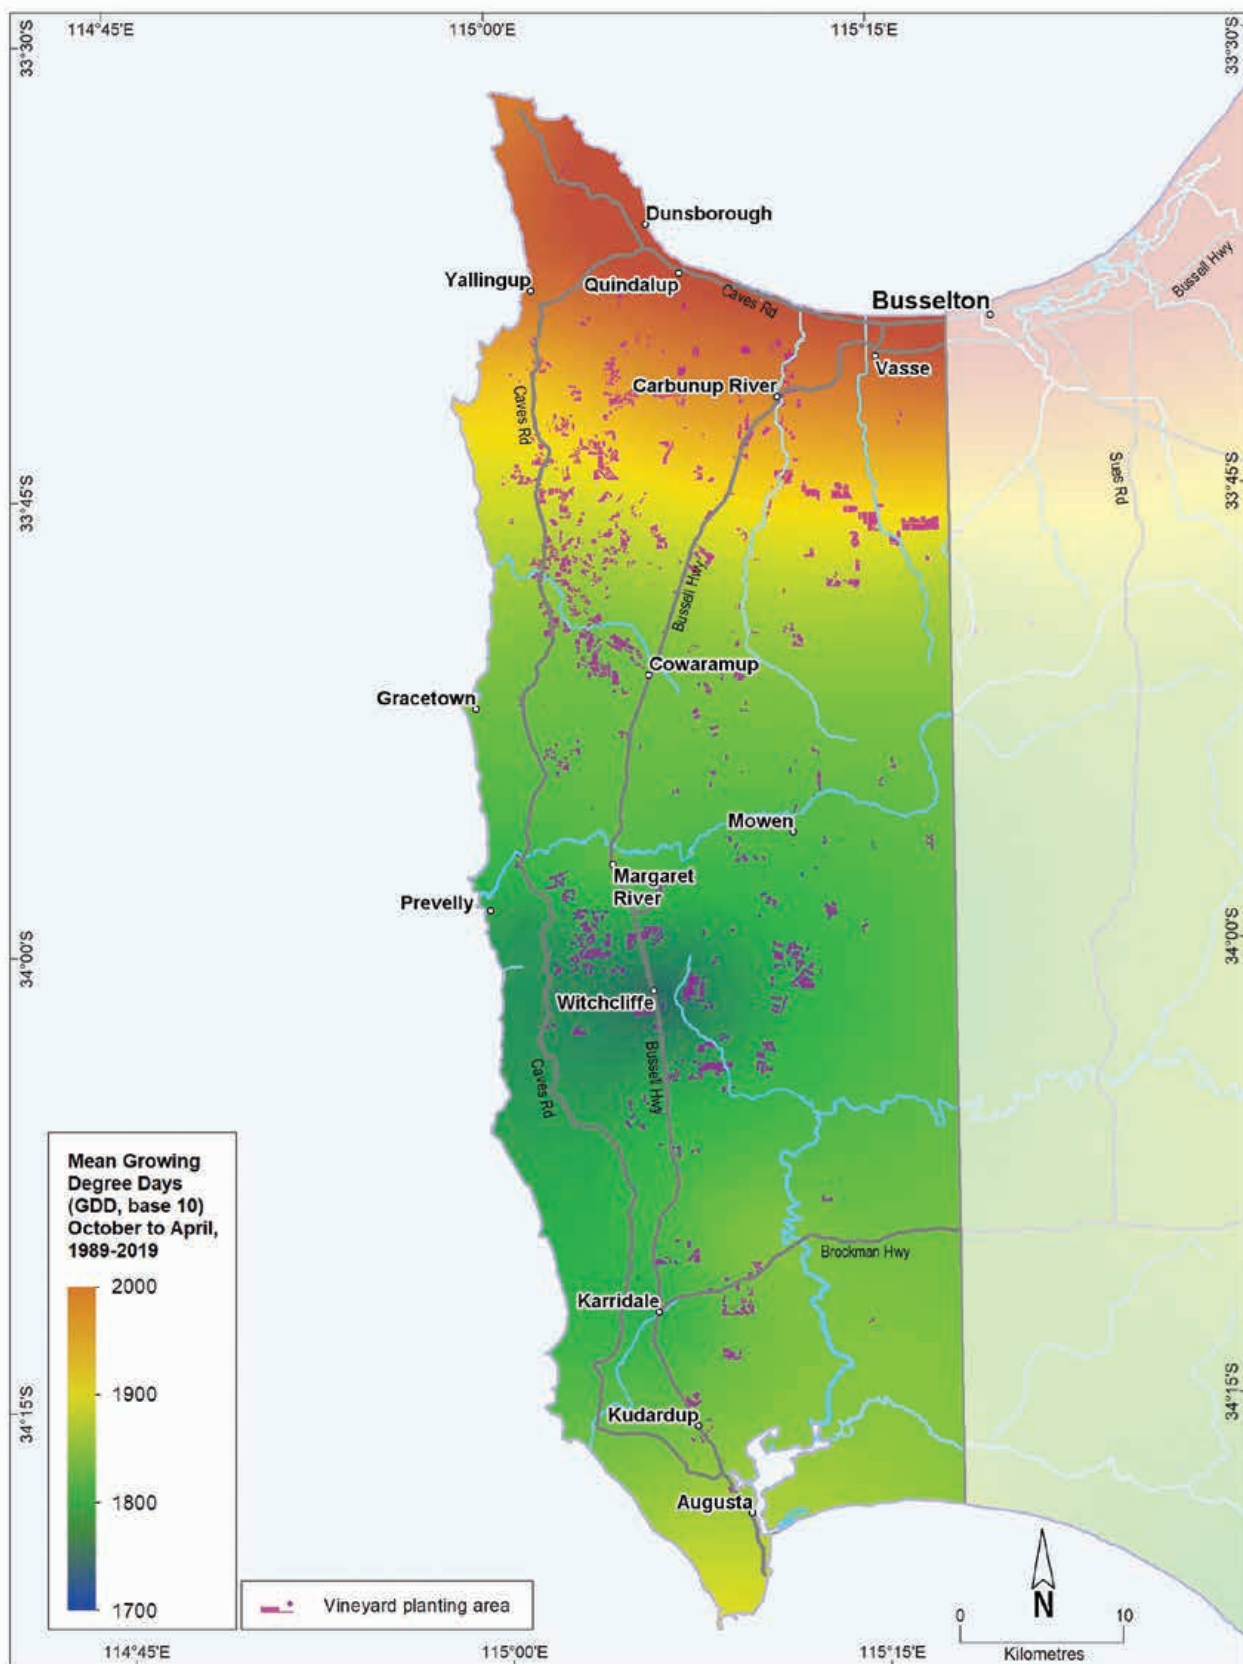 114°45'E
115°00'E
115°15'E
33°30'S
33°30'S
Dunsborough
Yallingup
Quindalup
Caves Rd
Busselton
Bussell Hwy
Vasse
Carbunup River
Caves Rd
Sues Rd
33°45'S
33°45'S
Bussell Hwy
Cowaramup
Gracetown
Mowen
Margaret
River
Prevelly
34°00'S
34°00'S
Witchcliffe
Caves Rd
Bussell Hwy
Mean Growing
Degree Days
(GDD, base 10)
October to April,
1989-2019
2000
1900
1800
1700
Brockman Hwy
Karridale
34°15'S
34°15'S
Kudardup
Augusta
Vineyard planting area
N
0
10
Kilometres
114°45'E
115°00'E
115°15'E